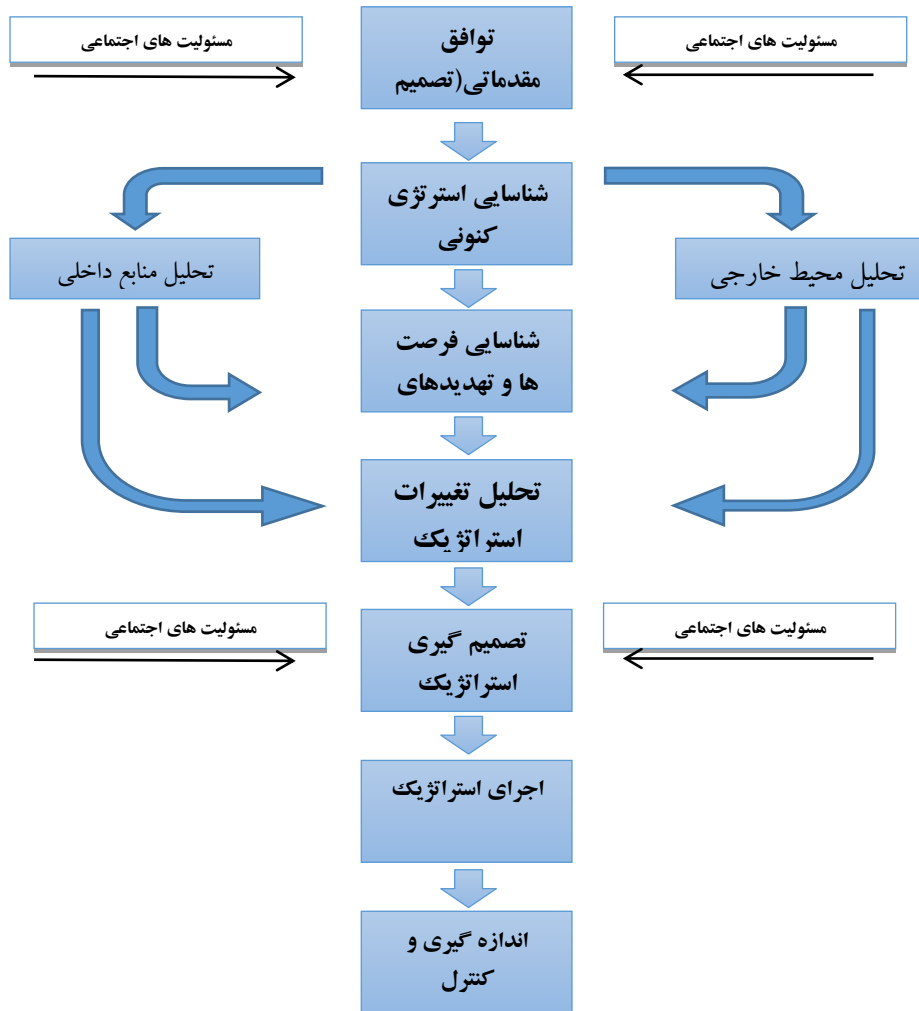 مسئولیت های اجتماعی
توافق
مقدماتی(تصمیم
مسئولیت های اجتماعی
شناسایی استرتژی
کنونی
تحلیل محیط خارجی
تحلیل منابع داخلی
شناسایی فرصت
ها و تهدیدهای
تحلیل تغییرات
استراتژیک
مسئولیت های اجتماعی
تصمیم گیری
استراتژیک
مسئولیت های اجتماعی
اجرای استراتژیک
اندازه گیری و
کنترل